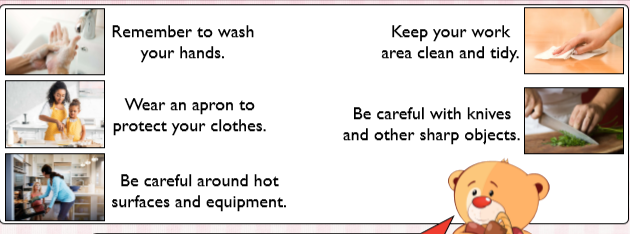 Remember to wash
your hands.
Wear an apron to
protect your clothes.
Be careful around hot
surfaces and equipment.
Keep your work
area clean and tidy.
Be careful with knives
and other sharp objects.